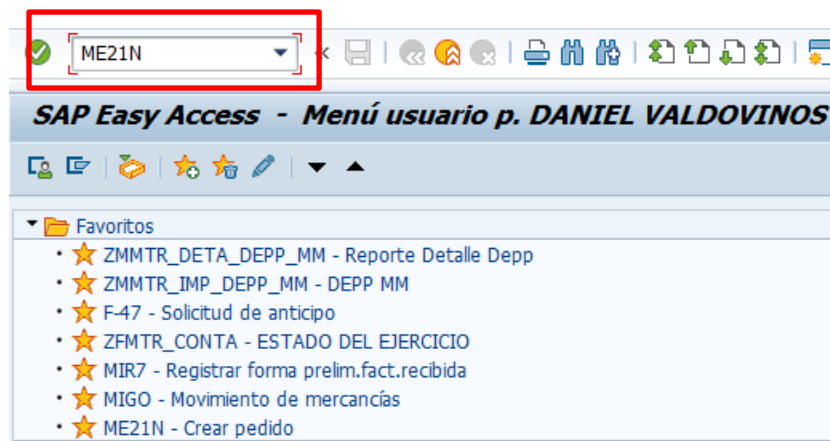 ME21N
SAP Easy Access - Menú usuario p. DANIEL VALDOVINOS
Favoritos
ZMMTR_DETA_DEPP_MM - Reporte Detalle Depp
ZMMTR_IMP_DEPP_MM - DEPP MM
F-47 - Solicitud de anticipo
ZFMTR_CONTA - ESTADO DEL EJERCICIO
MIR7 - Registrar forma prelim.fact.recibida
MIGO - Movimiento de mercancías
ME21N - Crear pedido